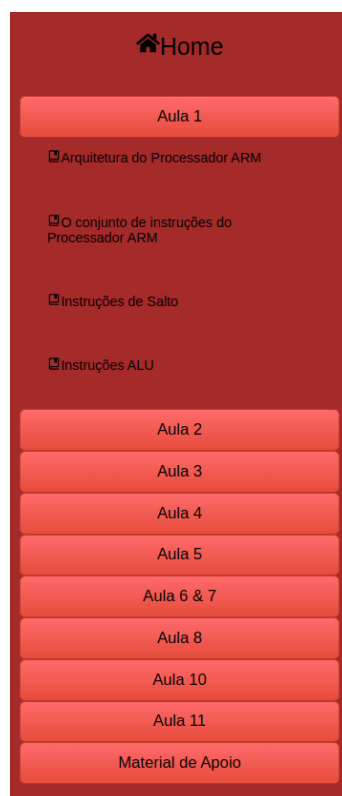 Home
Aula 1
Arquitetura do Processador ARM
O conjunto de instruções do
Processador ARM
Instruções de Salto
Instruções ALU
Aula 2
Aula 3
Aula 4
Aula 5
Aula 6 & 7
Aula 8
Aula 10
Aula 11
Material de Apoio